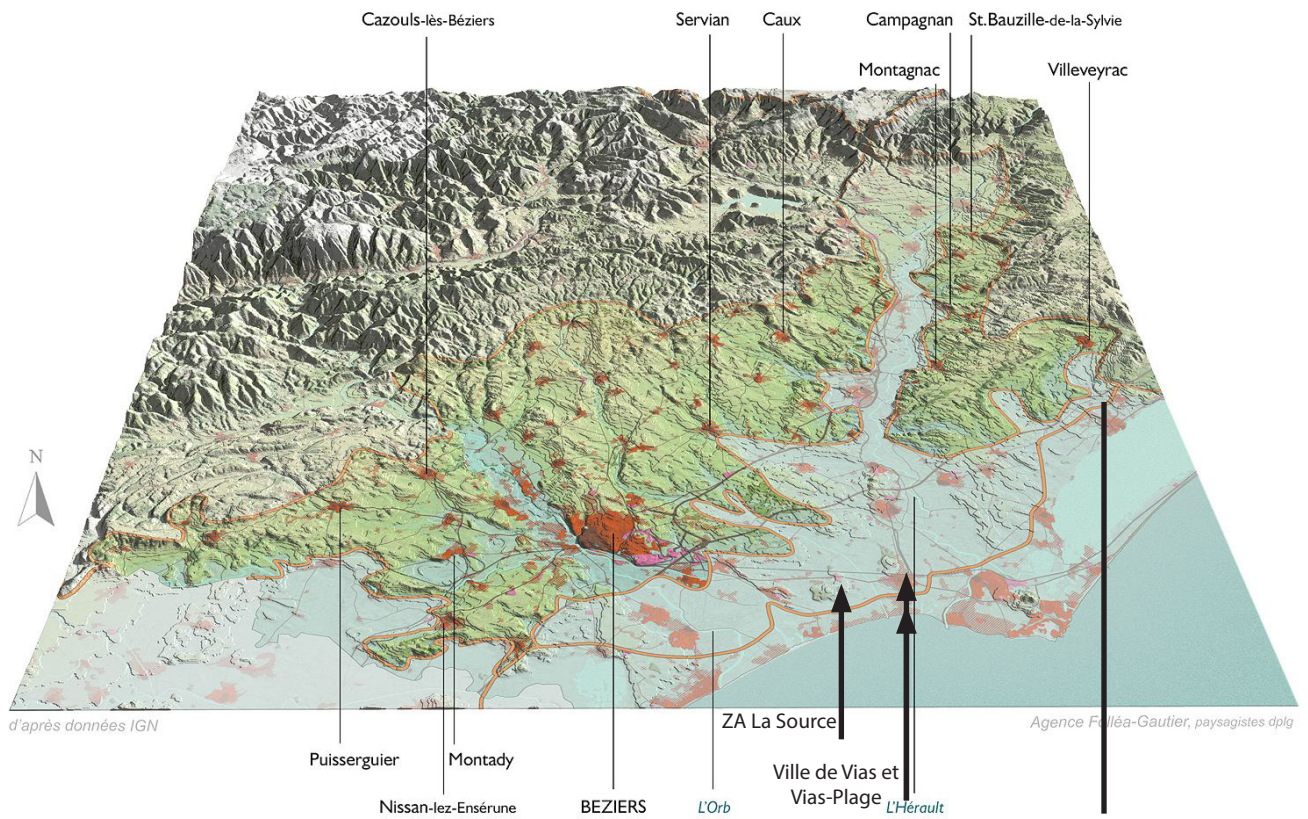 Cazouls-lès-Béziers
Servian
Caux
Campagnan
St.Bauzille-de-la-Sylvie
Montagnac
Villeveyrac
N
d'après données IGN
ZA La Source
Agence Folléa-Gautier, paysagistes dplg
Puisserguier
Montady
Ville de Vias et
Vias-Plage
Nissan-lez-Ensérune
BEZIERS
L'Orb
L'Hérault